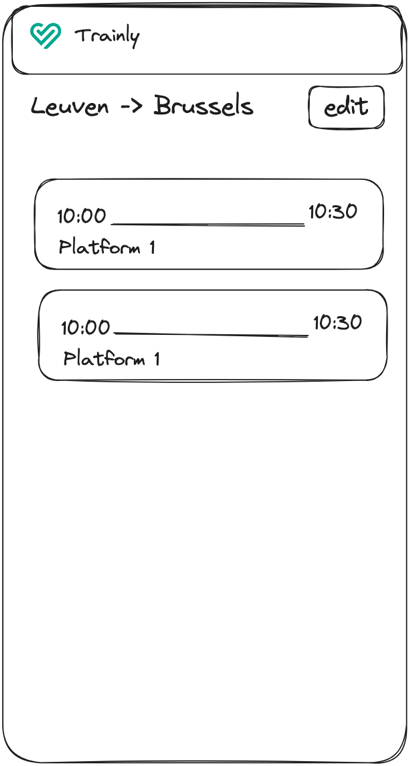 Trainly
Leuven -> Brussels edit
10:00 10:30
Platform 1
10:00 10:30
Platform 1